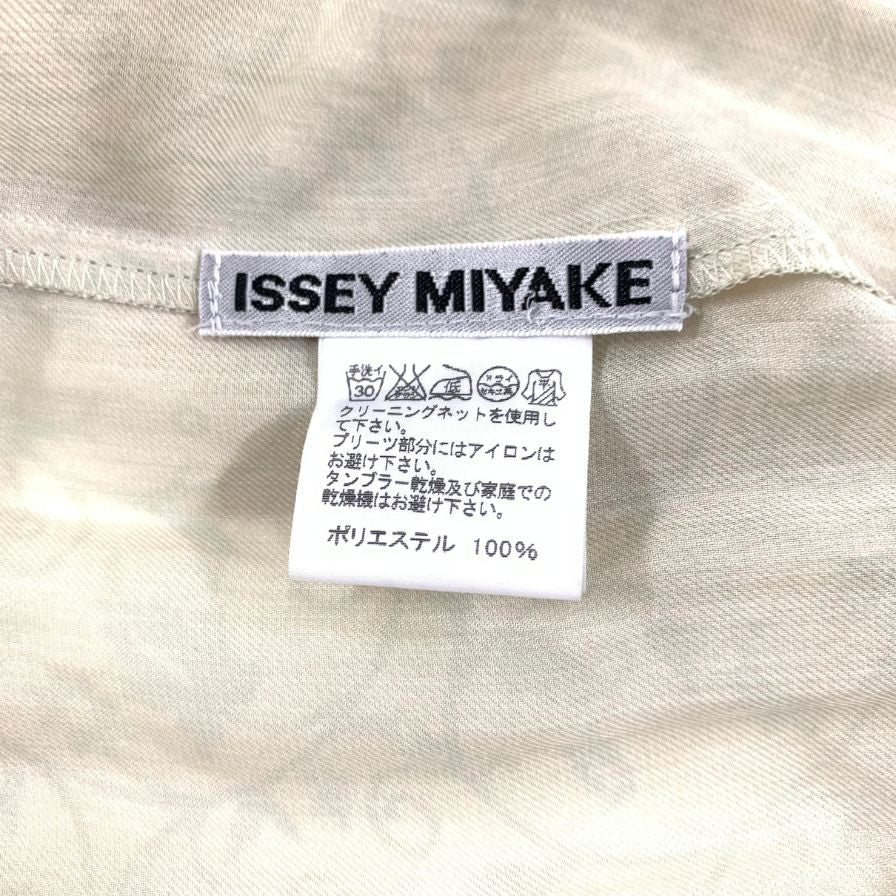 ISSEY MIYAKE
手洗イ
30
低
平
クリーニングネットを使用し
て下さい。
プリーツ部分にはアイロンは
お避け下さい。
タンブラー乾燥及び家庭での
乾燥機はお避け下さい。
ポリエステル 100%